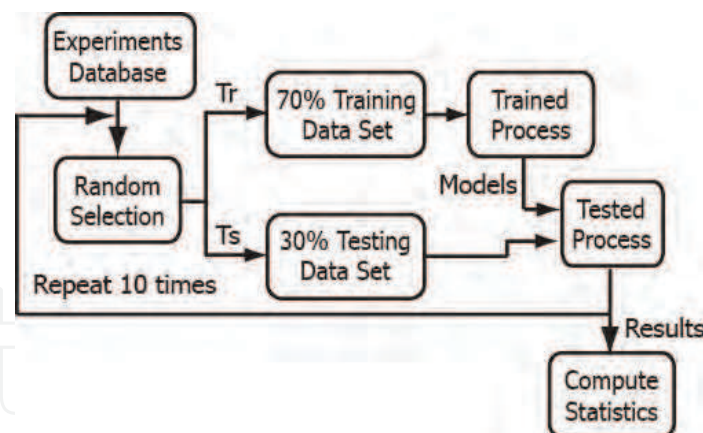 Experiments
Database
Tr
70% Training
Data Set
Trained
Process
Random
Selection
Models
Tested
Process
Ts
30% Testing
Data Set
Repeat 10 times
Results
Compute
Statistics